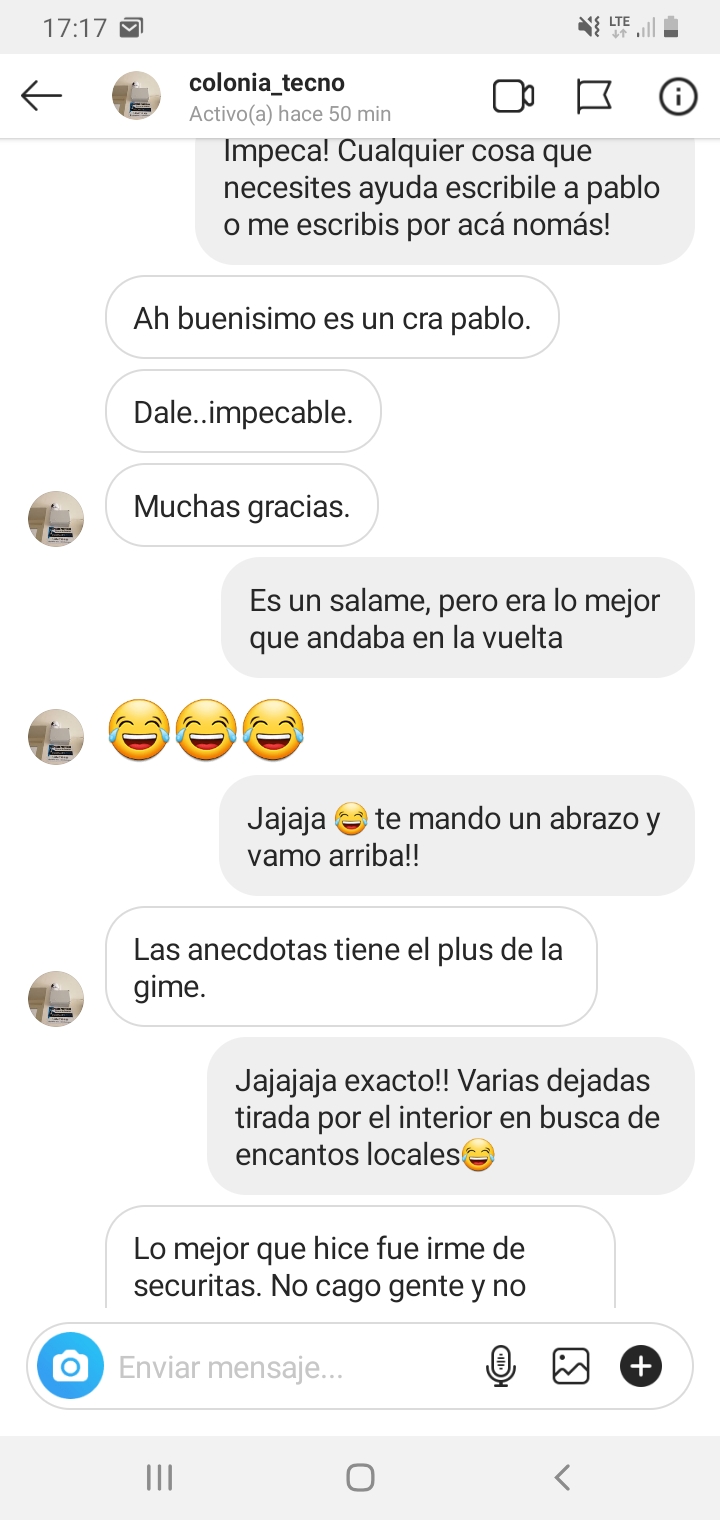 17:17
LTE
colonia_tecno
Activo(a) hace 50 min
Impeca! Cualquier cosa que
necesites ayuda escribile a pablo
o me escribis por acá nomás!
Ah buenisimo es un cra pablo.
Dale..impecable.
Muchas gracias.
Es un salame, pero era lo mejor
que andaba en la vuelta
😂😂😂
Jajaja 😂 te mando un abrazo y
vamo arriba!!
Las anecdotas tiene el plus de la
gime.
Jajajaja exacto!! Varias dejadas
tirada por el interior en busca de
encantos locales😂
Lo mejor que hice fue irme de
securitas. No cago gente y no
Enviar mensaje...